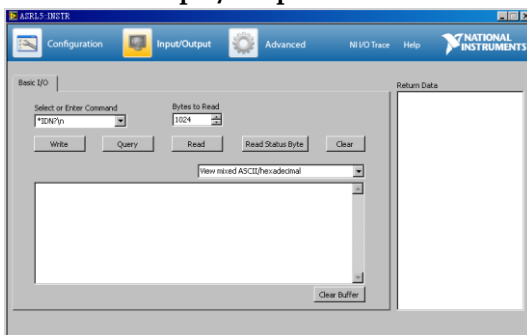 ASRL5::INSTR
Configuration
Input/Output
Advanced
NI I/O Trace
Help
NATIONAL INSTRUMENTS
Basic I/O
Return Data
Select or Enter Command
Bytes to Read
*IDN?\n
1024
Write
Query
Read
Read Status Byte
Clear
View mixed ASCII/hexadecimal
Clear Buffer